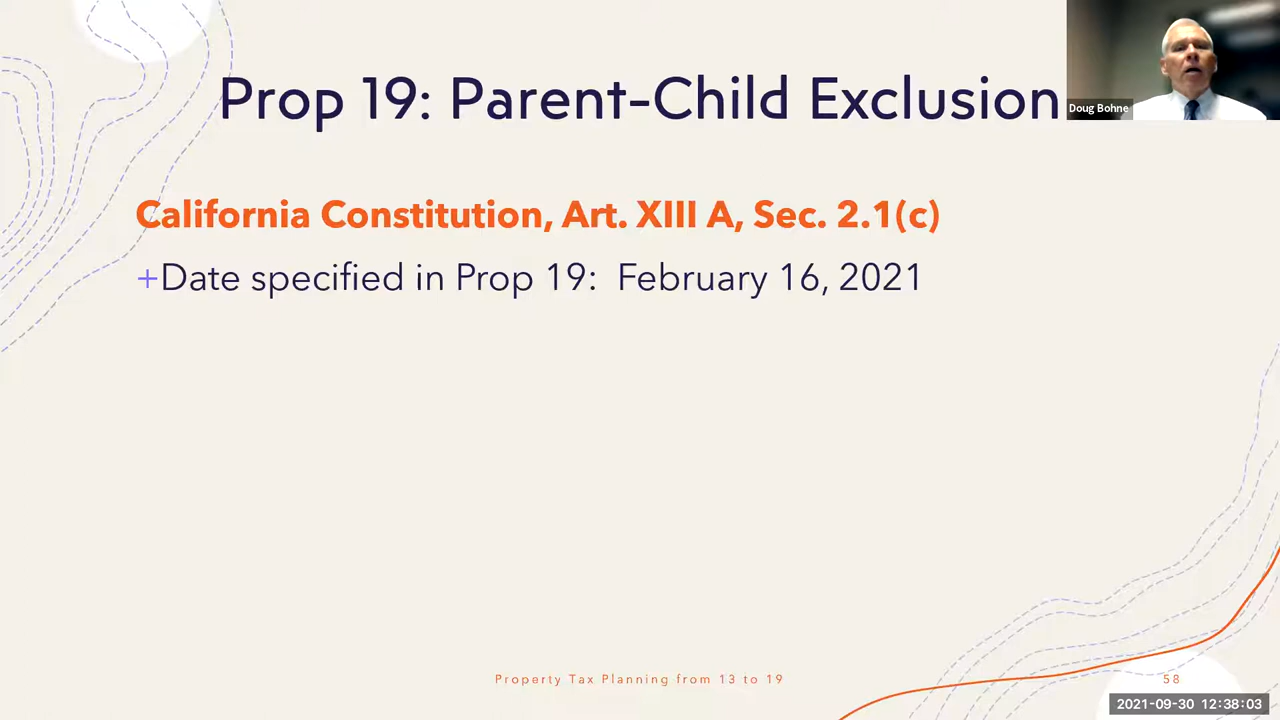 Prop 19: Parent-Child Exclusion
Doug Bohne
California Constitution, Art. XIII A, Sec. 2.1(c)
+Date specified in Prop 19:  February 16, 2021
Property Tax Planning from 13 to 19
58
2021-09-30 12:38:03